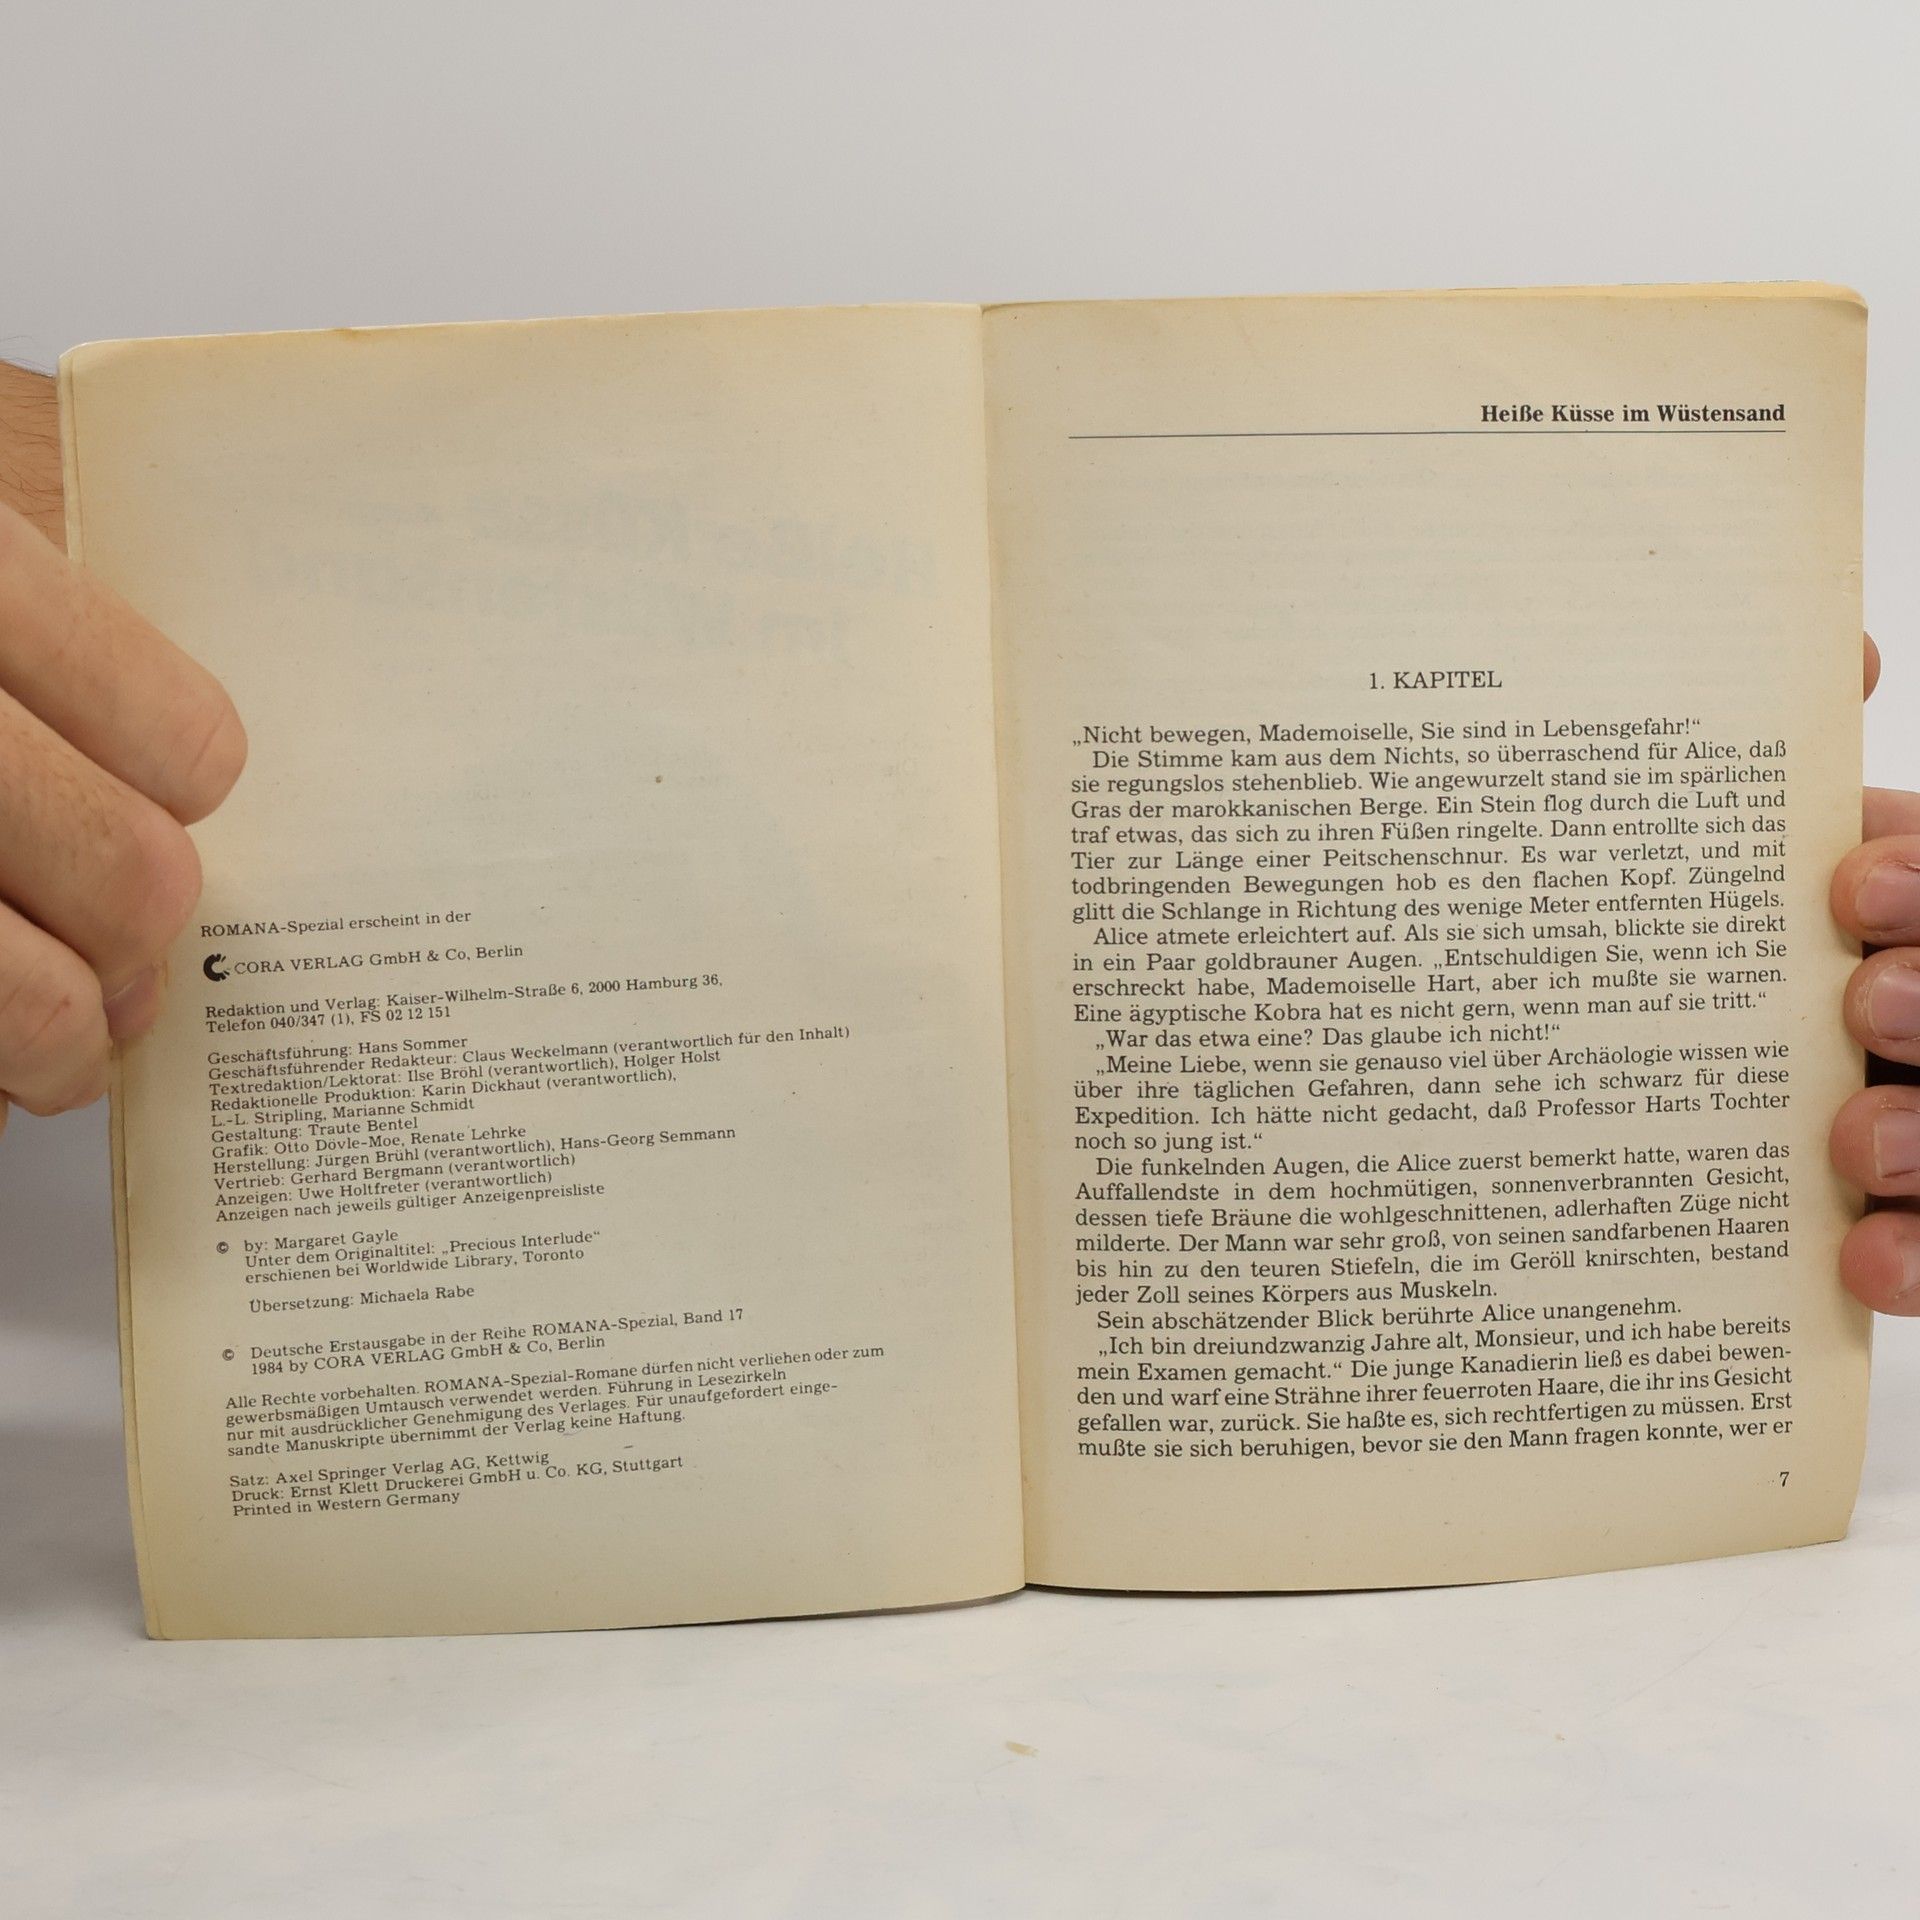 ROMANA-Spezial erscheint in der
CORA VERLAG GmbH & Co, Berlin
Redaktion und Verlag: Kaiser-Wilhelm-Straße 6, 2000 Hamburg 36,
Telefon 040/347 (1), FS 02 12 151
Geschäftsführung: Hans Sommer
Geschäftsführender Redakteur: Claus Weckelmann (verantwortlich für den Inhalt)
Textredaktion/Lektorat: Ilse Bröhl (verantwortlich), Holger Holst
Redaktionelle Produktion: Karin Dickhaut (verantwortlich),
L.-L. Stripling, Marianne Schmidt
Gestaltung: Traute Bentel
Grafik: Otto Dövle-Moe, Renate Lehrke
Herstellung: Jürgen Brühl (verantwortlich), Hans-Georg Semmann
Vertrieb: Gerhard Bergmann (verantwortlich)
Anzeigen: Uwe Holtfreter (verantwortlich)
Anzeigen nach jeweils gültiger Anzeigenpreisliste
© by: Margaret Gayle
Unter dem Originaltitel: „Precious Interlude“
erschienen bei Worldwide Library, Toronto
Übersetzung: Michaela Rabe
© Deutsche Erstausgabe in der Reihe ROMANA-Spezial, Band 17
1984 by CORA VERLAG GmbH & Co, Berlin
Alle Rechte vorbehalten. ROMANA-Spezial-Romane dürfen nicht verliehen oder zum
gewerbsmäßigen Umtausch verwendet werden. Führung in Lesezirkeln
nur mit ausdrücklicher Genehmigung des Verlages. Für unaufgefordert einge-
sandte Manuskripte übernimmt der Verlag keine Haftung.
Satz: Axel Springer Verlag AG, Kettwig
Druck: Ernst Klett Druckerei GmbH u. Co. KG, Stuttgart
Printed in Western Germany
Heiße Küsse im Wüstensand
1. KAPITEL
„Nicht bewegen, Mademoiselle, Sie sind in Lebensgefahr!“
Die Stimme kam aus dem Nichts, so überraschend für Alice, daß
sie regungslos stehenblieb. Wie angewurzelt stand sie im spärlichen
Gras der marokkanischen Berge. Ein Stein flog durch die Luft und
traf etwas, das sich zu ihren Füßen ringelte. Dann entrollte sich das
Tier zur Länge einer Peitschenschnur. Es war verletzt, und mit
todbringenden Bewegungen hob es den flachen Kopf. Züngelnd
glitt die Schlange in Richtung des wenige Meter entfernten Hügels.
Alice atmete erleichtert auf. Als sie sich umsah, blickte sie direkt
in ein Paar goldbrauner Augen. „Entschuldigen Sie, wenn ich Sie
erschreckt habe, Mademoiselle Hart, aber ich mußte sie warnen.
Eine ägyptische Kobra hat es nicht gern, wenn man auf sie tritt.“
„War das etwa eine? Das glaube ich nicht!“
„Meine Liebe, wenn sie genauso viel über Archäologie wissen wie
über ihre täglichen Gefahren, dann sehe ich schwarz für diese
Expedition. Ich hätte nicht gedacht, daß Professor Harts Tochter
noch so jung ist.“
Die funkelnden Augen, die Alice zuerst bemerkt hatte, waren das
Auffallendste in dem hochmütigen, sonnenverbrannten Gesicht,
dessen tiefe Bräune die wohlgeschnittenen, adlerhaften Züge nicht
milderte. Der Mann war sehr groß, von seinen sandfarbenen Haaren
bis hin zu den teuren Stiefeln, die im Geröll knirschten, bestand
jeder Zoll seines Körpers aus Muskeln.
Sein abschätzender Blick berührte Alice unangenehm.
„Ich bin dreiundzwanzig Jahre alt, Monsieur, und ich habe bereits
mein Examen gemacht.“ Die junge Kanadierin ließ es dabei bewen-
den und warf eine Strähne ihrer feuerroten Haare, die ihr ins Gesicht
gefallen war, zurück. Sie haßte es, sich rechtfertigen zu müssen. Erst
mußte sie sich beruhigen, bevor sie den Mann fragen konnte, wer er
7